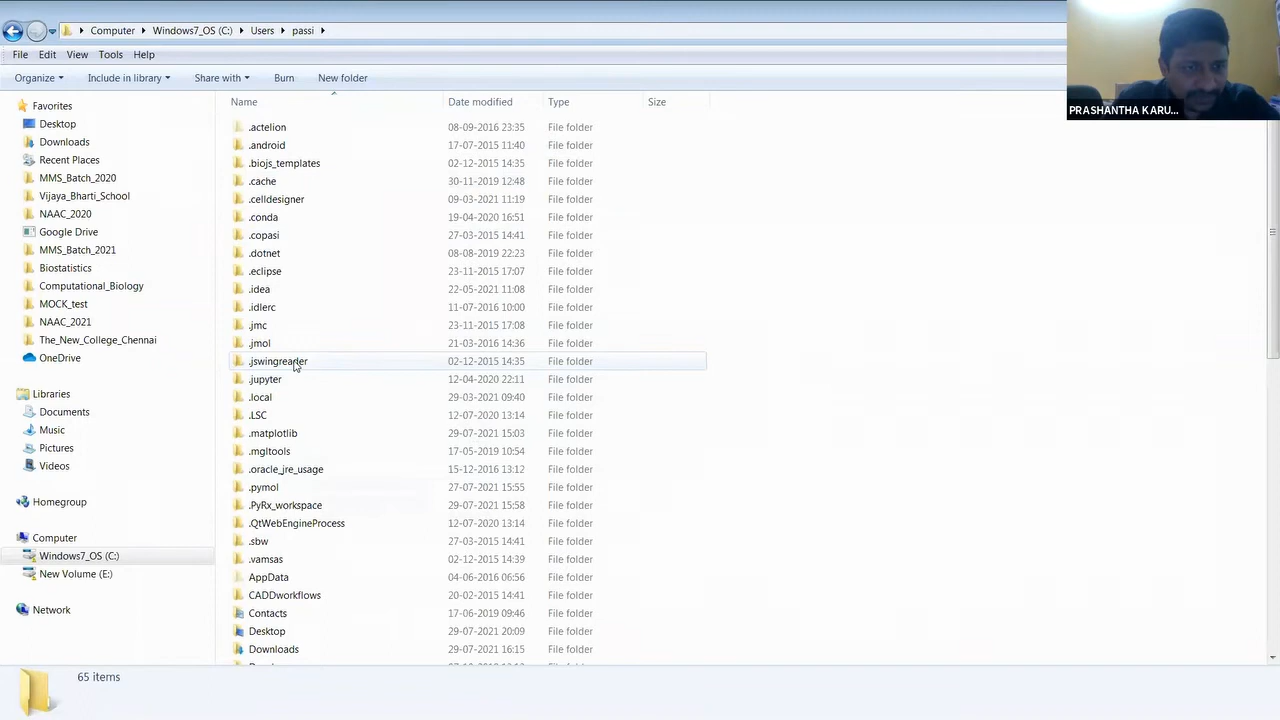 Computer Windows7_OS (C:) Users passi
PRASHANTHA KARU...
File Edit View Tools Help
Organize Include in library Share with Burn New folder
Favorites
Desktop
Downloads
Recent Places
MMS_Batch_2020
Vijaya_Bharti_School
NAAC_2020
Google Drive
MMS_Batch_2021
Biostatistics
Computational_Biology
MOCK_test
NAAC_2021
The_New_College_Chennai
OneDrive
Libraries
Documents
Music
Pictures
Videos
Homegroup
Computer
Windows7_OS (C:)
New Volume (E:)
Network
Name Date modified Type Size
.actelion 08-09-2016 23:35 File folder
.android 17-07-2015 11:40 File folder
.biojs_templates 02-12-2015 14:35 File folder
.cache 30-11-2019 12:48 File folder
.celldesigner 09-03-2021 11:19 File folder
.conda 19-04-2020 16:51 File folder
.copasi 27-03-2015 14:41 File folder
.dotnet 08-08-2019 22:23 File folder
.eclipse 23-11-2015 17:07 File folder
.idea 22-05-2021 11:08 File folder
.idlerc 11-07-2016 10:00 File folder
.jmc 23-11-2015 17:08 File folder
.jmol 21-03-2016 14:36 File folder
.jswingreader 02-12-2015 14:35 File folder
.jupyter 12-04-2020 22:11 File folder
.local 29-03-2021 09:40 File folder
.LSC 12-07-2020 13:14 File folder
.matplotlib 29-07-2021 15:03 File folder
.mgltools 17-05-2019 10:54 File folder
.oracle_jre_usage 15-12-2016 13:12 File folder
.pymol 27-07-2021 15:55 File folder
.PyRx_workspace 29-07-2021 15:58 File folder
.QtWebEngineProcess 12-07-2020 13:14 File folder
.sbw 27-03-2015 14:41 File folder
.vamsas 02-12-2015 14:39 File folder
AppData 04-06-2016 06:56 File folder
CADDworkflows 20-02-2015 14:41 File folder
Contacts 17-06-2019 09:46 File folder
Desktop 29-07-2021 20:09 File folder
Downloads 29-07-2021 16:15 File folder
65 items